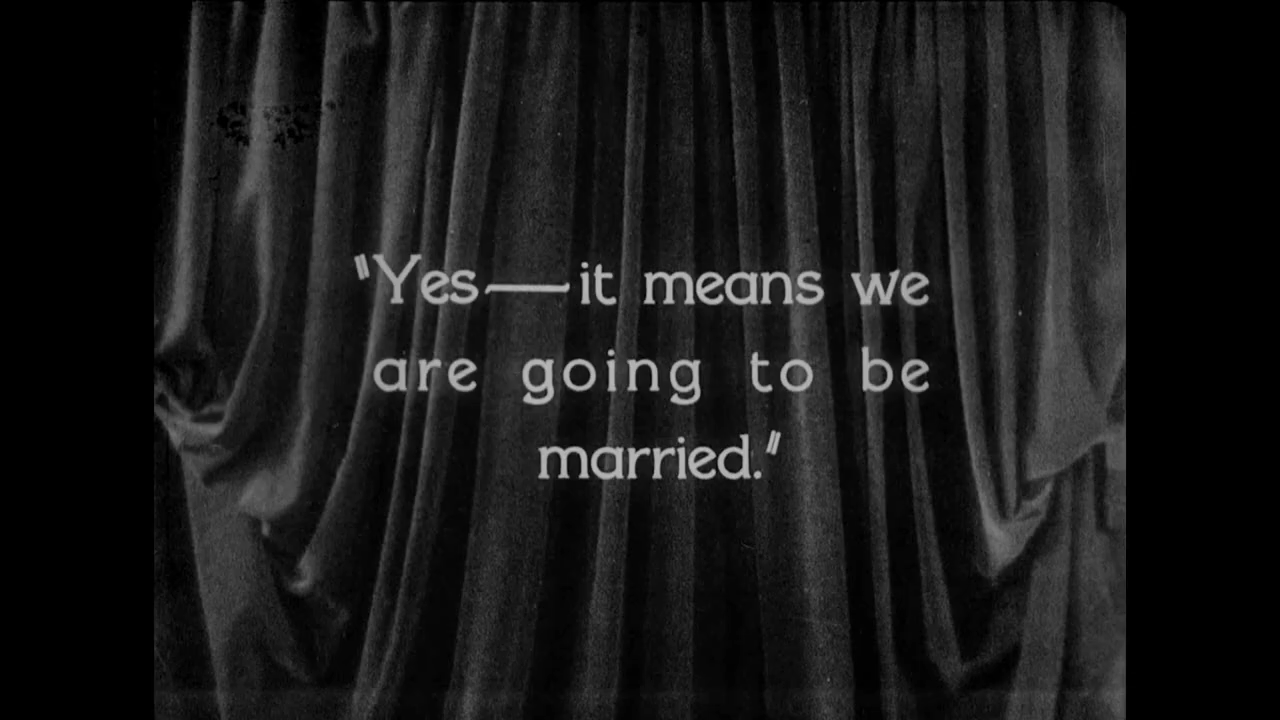 "Yes—it means we
are going to be
married."